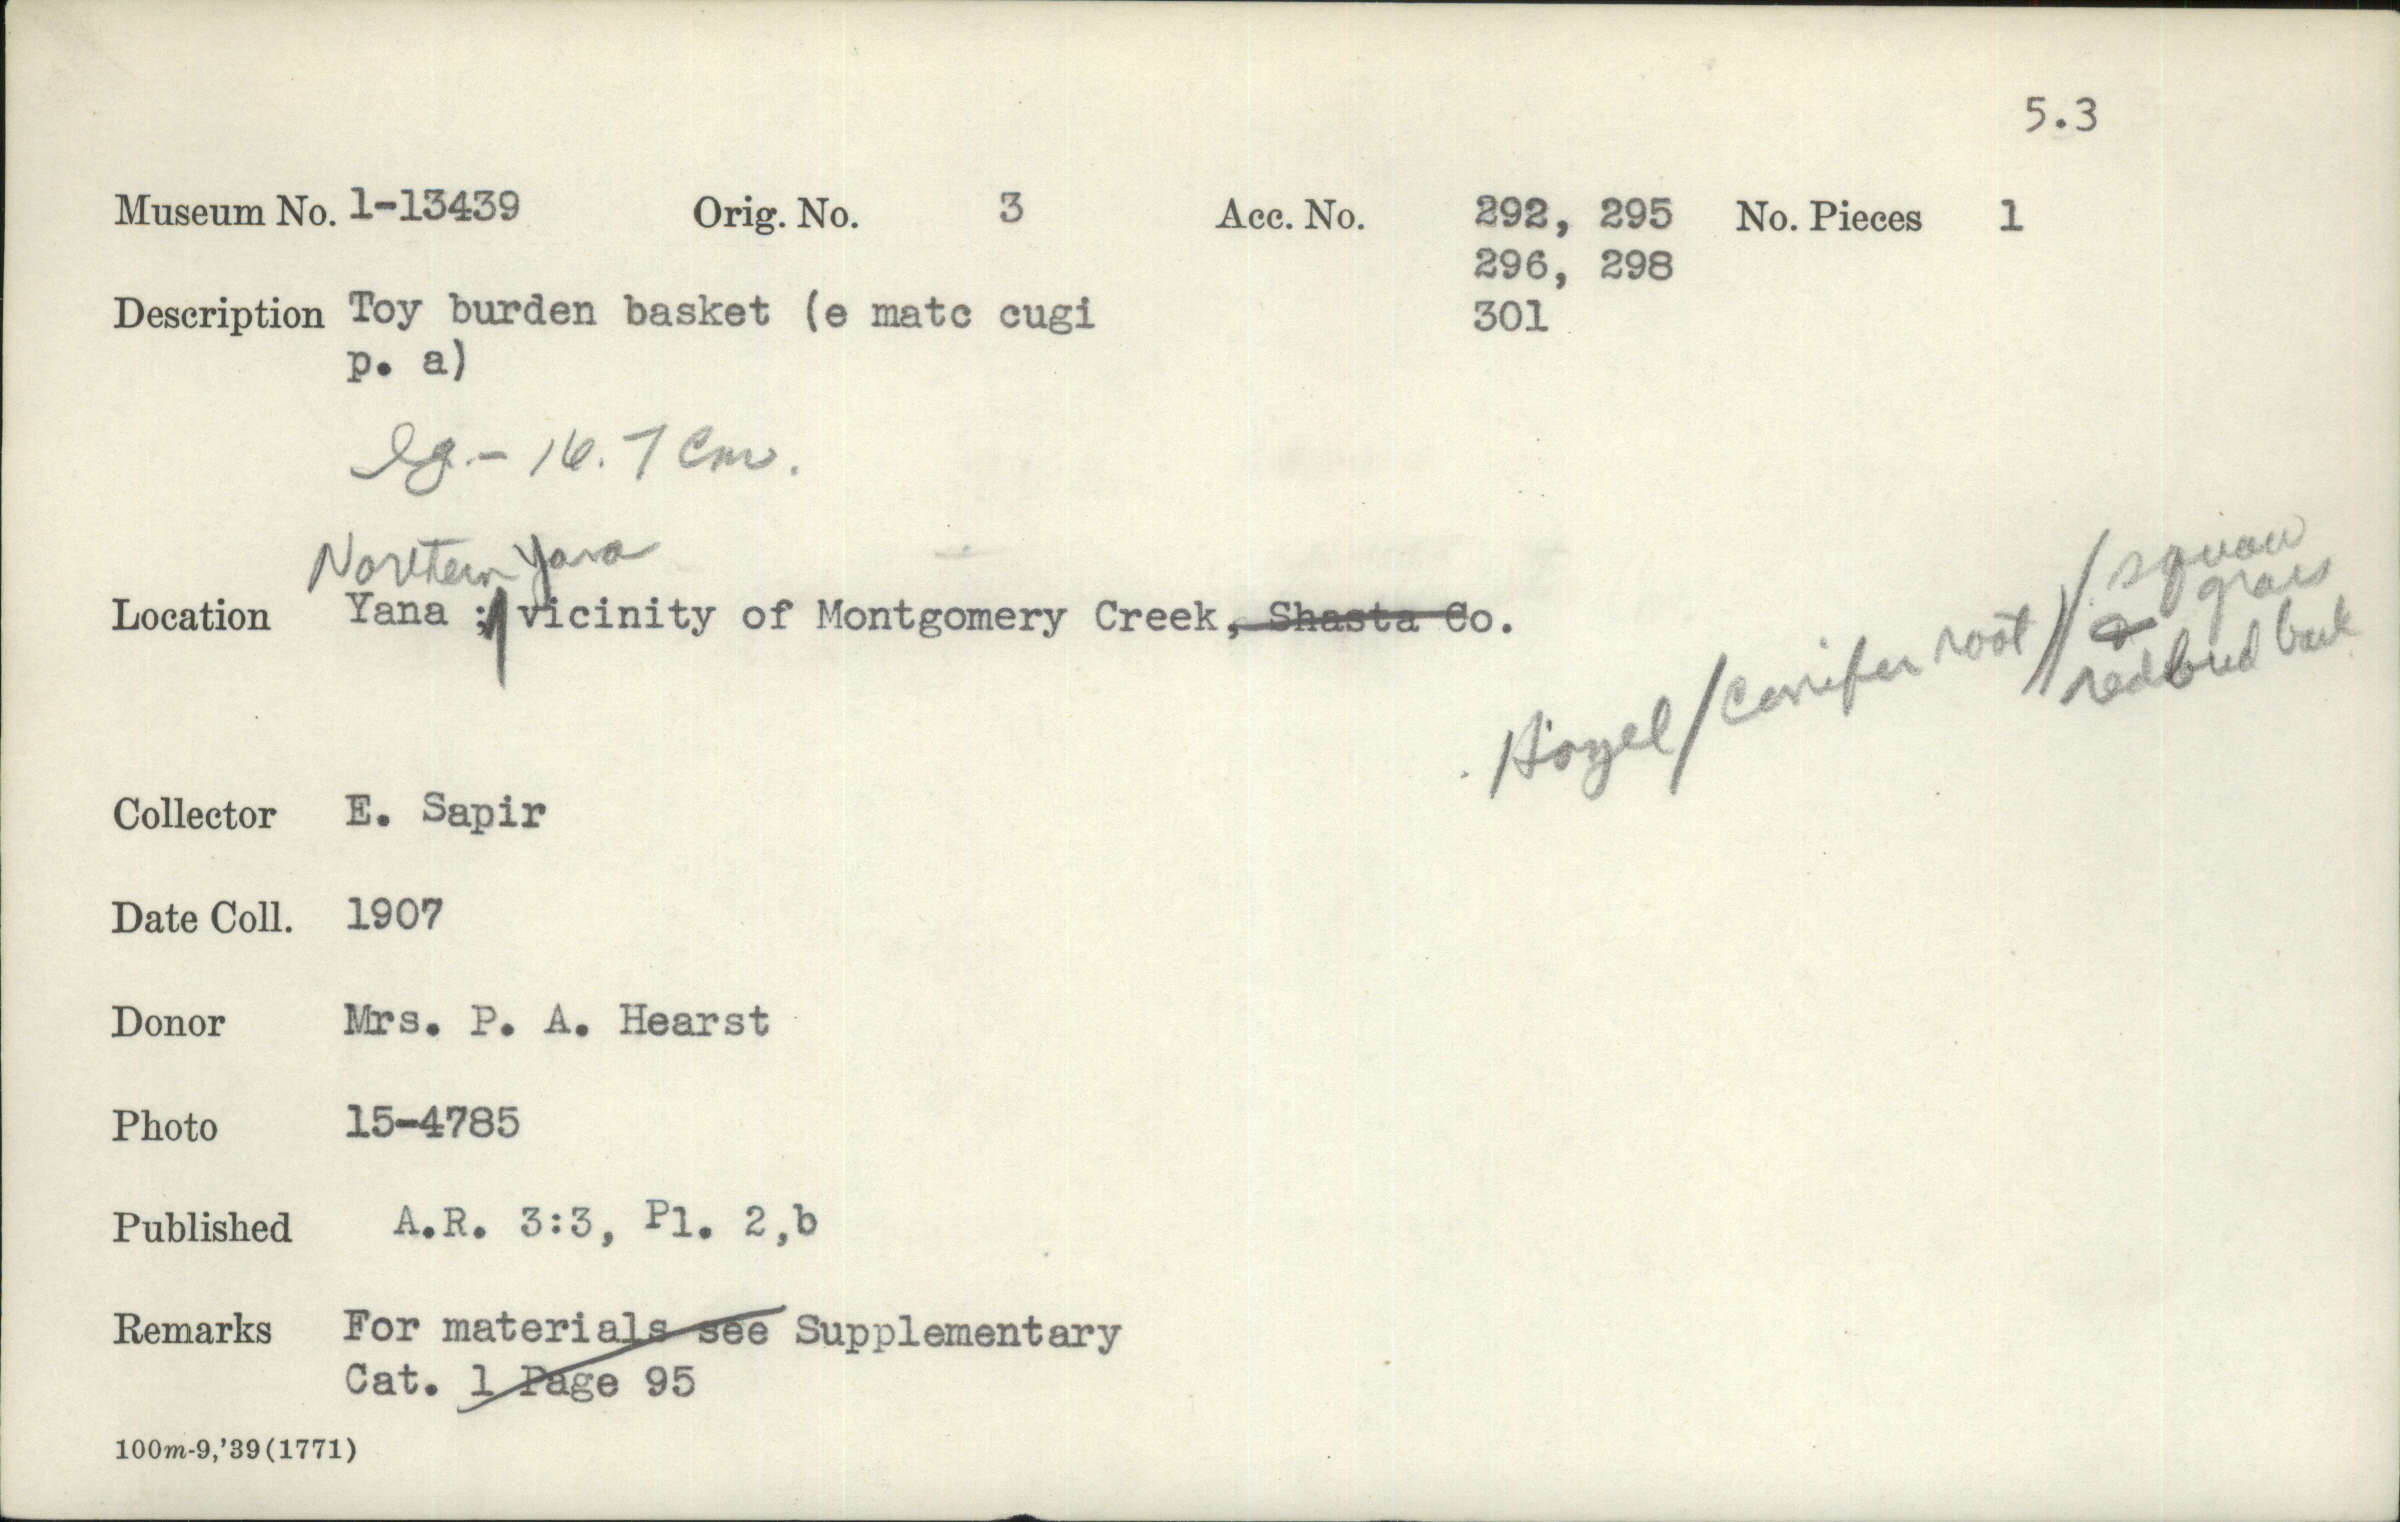 5.3
Museum No. 1-13439 Orig. No. 3 Acc. No. 292, 295 No. Pieces 1
296, 298
Description Toy burden basket (e matc cugi 301
p. a)
lg - 16.7 cm.
Northern Yana
Location Yana ; vicinity of Montgomery Creek, Shasta Co.
Hazel / conifer root // squaw
grass
&
redbud bark
Collector E. Sapir
Date Coll. 1907
Donor Mrs. P. A. Hearst
Photo 15-4785
Published A.R. 3:3, Pl. 2,b
Remarks For materials see Supplementary
Cat. 1 Page 95
100m-9,'39(1771)